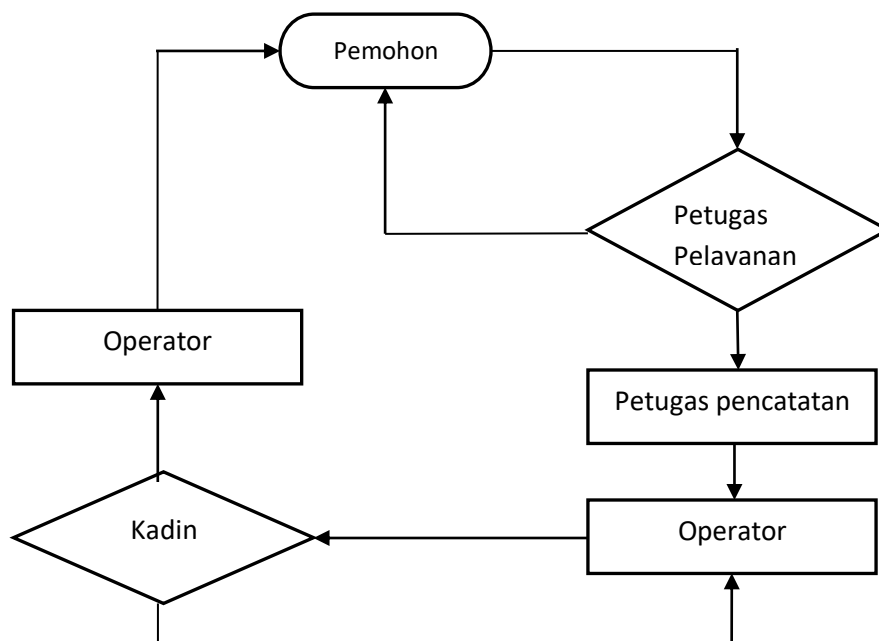 Pemohon
Petugas
Pelavanan
Operator
Petugas pencatatan
Kadin
Operator